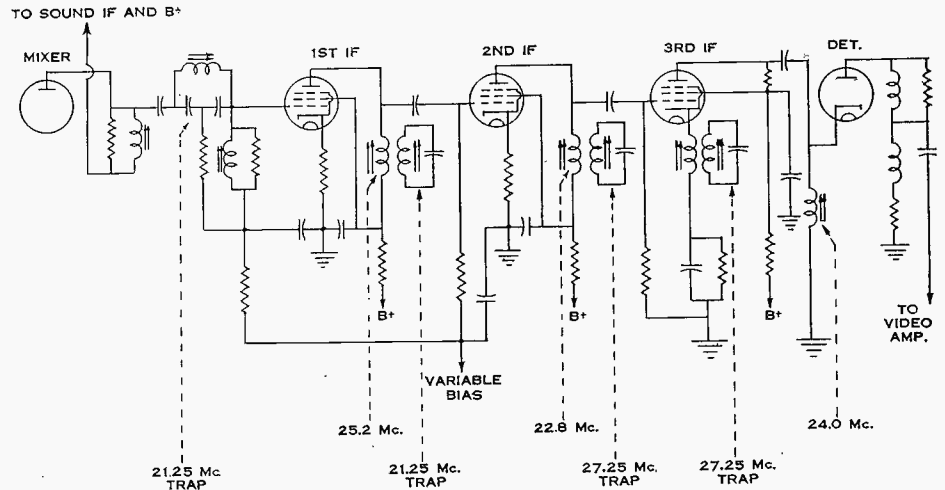 TO SOUND IF AND B+
MIXER
1ST IF
2ND IF
3RD IF
DET.
B+
B+
B+
VARIABLE
BIAS
TO
VIDEO
AMP.
25.2 Mc.
22.8 Mc.
24.0 Mc.
21.25 Mc.
TRAP
21.25 Mc.
TRAP
27.25 Mc.
TRAP
27.25 Mc.
TRAP